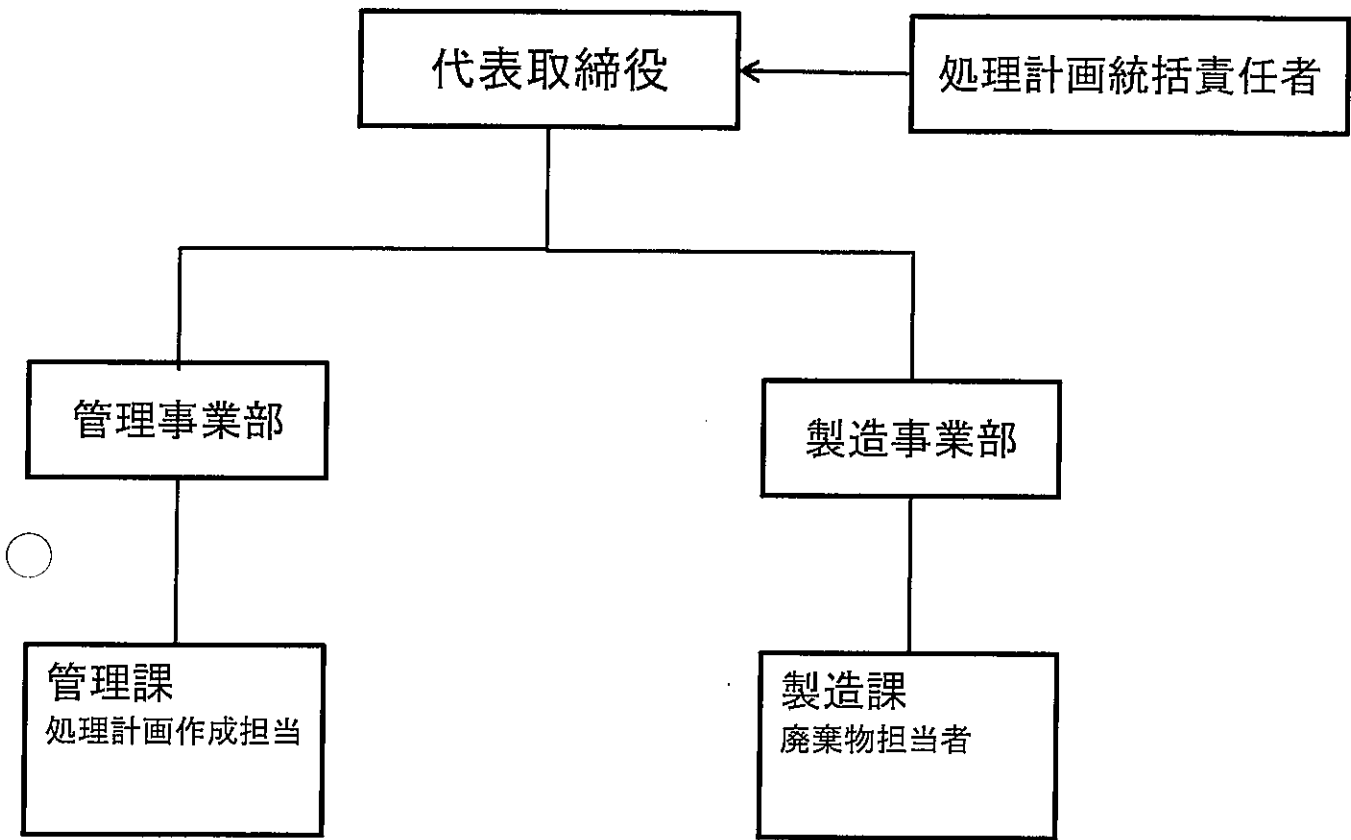 代表取締役
処理計画統括責任者
管理事業部
製造事業部
管理課
処理計画作成担当
製造課
廃棄物担当者